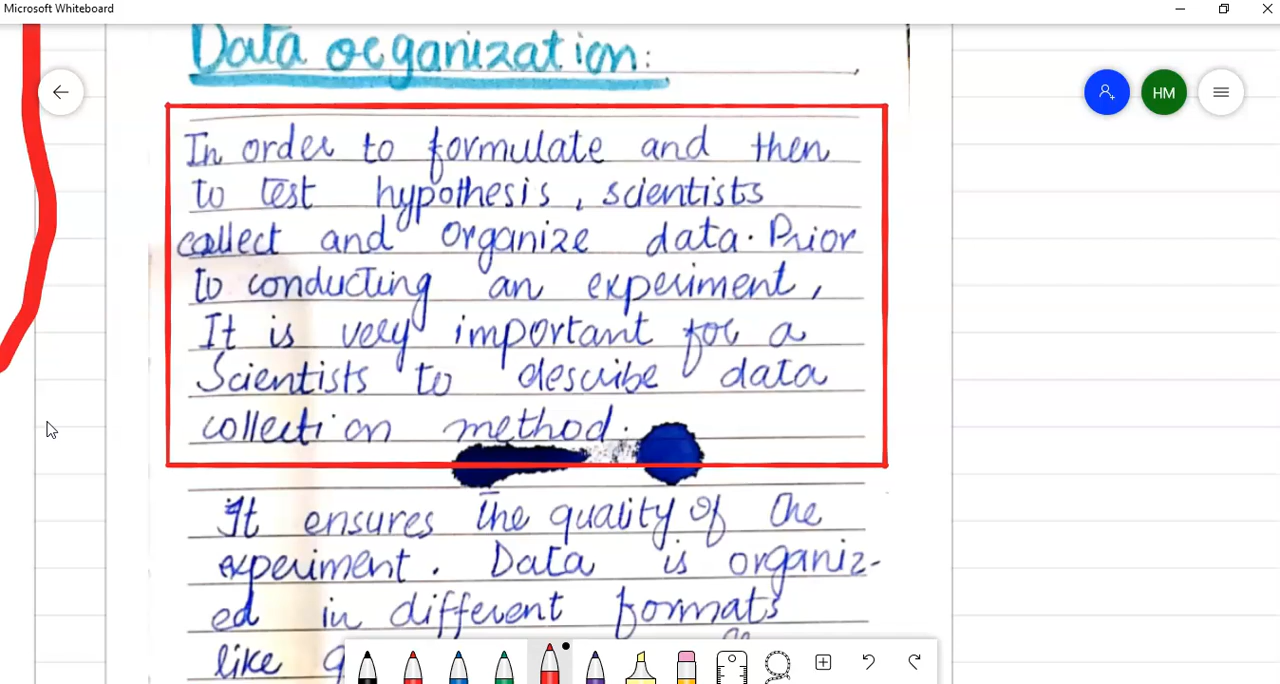 Microsoft Whiteboard
Data organization:
HM
In order to formulate and then
to test hypothesis, scientists
collect and organize data. Prior
to conducting an experiment,
It is very important for a
Scientists to describe data
collection method.
It ensures the quality of the
experiment. Data is organiz-
ed in different formats
like